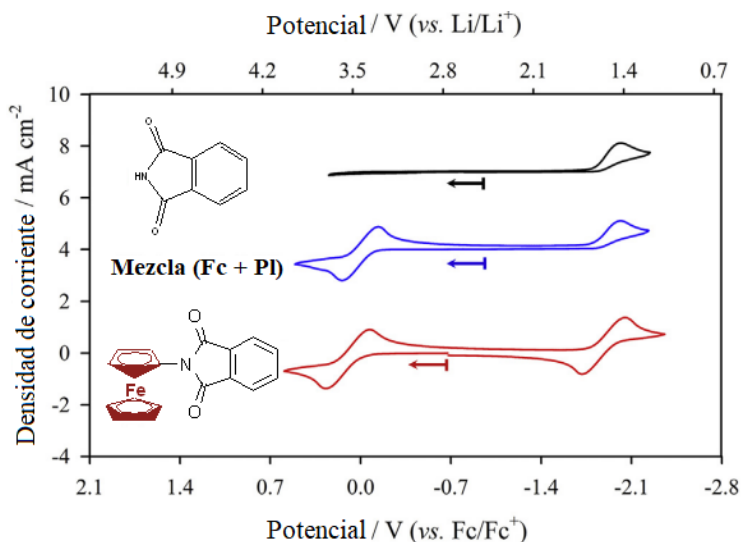 Potencial / V (vs. Li/Li⁺)
4.9 4.2 3.5 2.8 2.1 1.4 0.7
Densidad de corriente / mA cm⁻²
10
8
6
4
2
0
-2
-4
O
HN
O
Mezcla (Fc + PI)
O
N
Fe
O
2.1 1.4 0.7 0.0 -0.7 -1.4 -2.1 -2.8
Potencial / V (vs. Fc/Fc⁺)